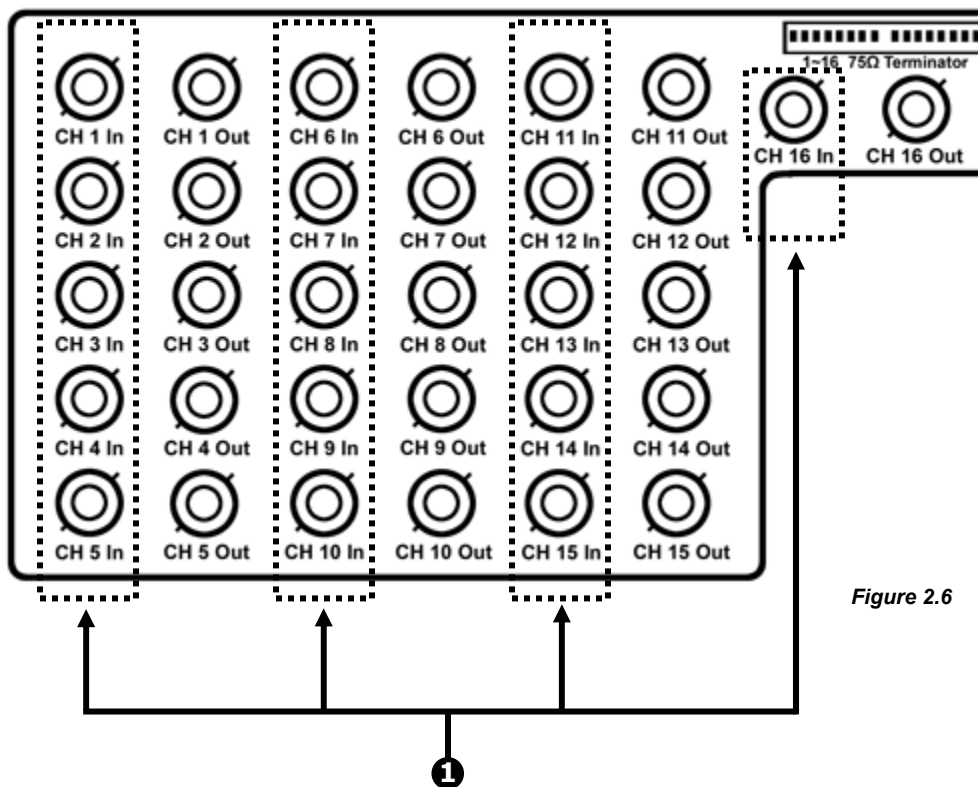 1~16 75Ω Terminator
CH 1 In CH 1 Out CH 6 In CH 6 Out CH 11 In CH 11 Out CH 16 In CH 16 Out
CH 2 In CH 2 Out CH 7 In CH 7 Out CH 12 In CH 12 Out
CH 3 In CH 3 Out CH 8 In CH 8 Out CH 13 In CH 13 Out
CH 4 In CH 4 Out CH 9 In CH 9 Out CH 14 In CH 14 Out
CH 5 In CH 5 Out CH 10 In CH 10 Out CH 15 In CH 15 Out
Figure 2.6
1